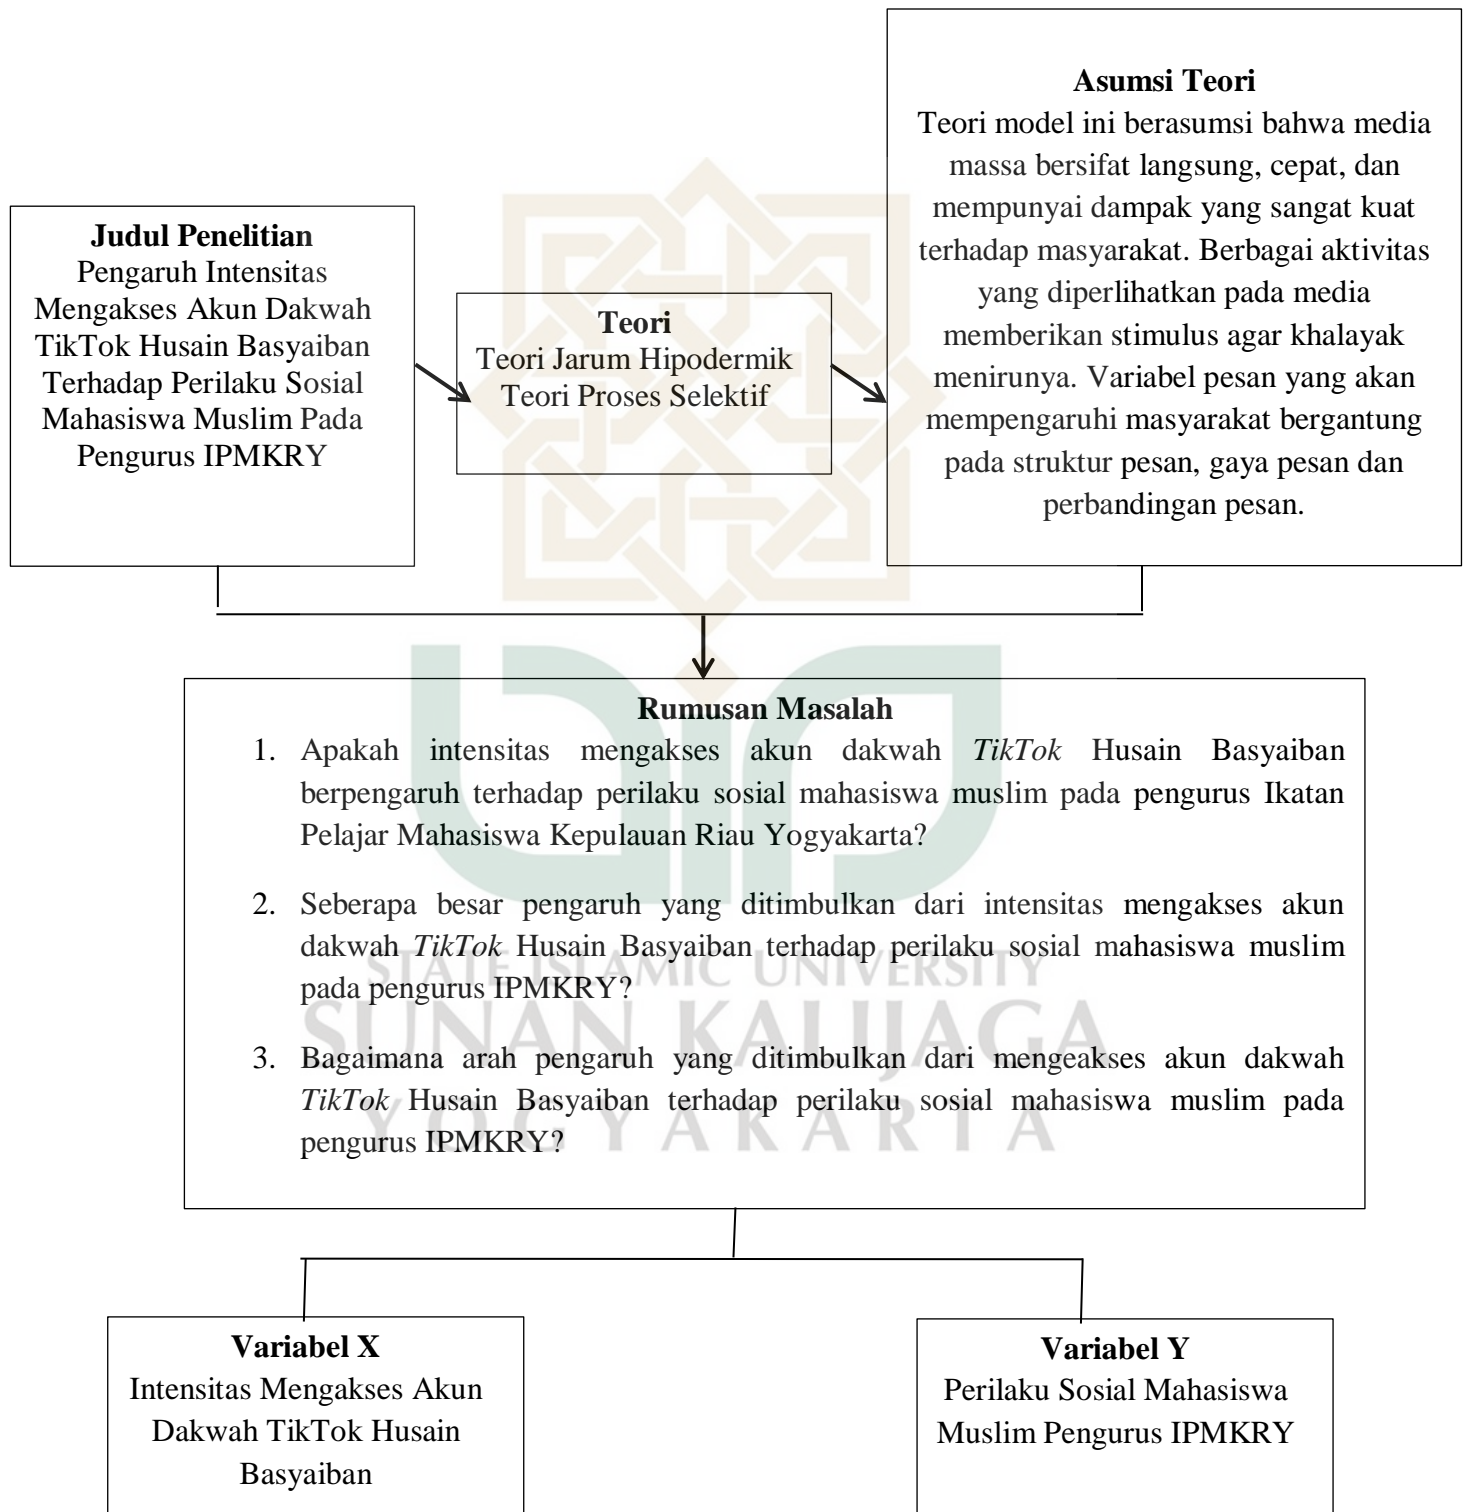 Judul Penelitian
Pengaruh Intensitas
Mengakses Akun Dakwah
TikTok Husain Basyaiban
Terhadap Perilaku Sosial
Mahasiswa Muslim Pada
Pengurus IPMKRY
Teori
Teori Jarum Hipodermik
Teori Proses Selektif
Asumsi Teori
Teori model ini berasumsi bahwa media
massa bersifat langsung, cepat, dan
mempunyai dampak yang sangat kuat
terhadap masyarakat. Berbagai aktivitas
yang diperlihatkan pada media
memberikan stimulus agar khalayak
menirunya. Variabel pesan yang akan
mempengaruhi masyarakat bergantung
pada struktur pesan, gaya pesan dan
perbandingan pesan.
Rumusan Masalah
1. Apakah intensitas mengakses akun dakwah TikTok Husain Basyaiban
berpengaruh terhadap perilaku sosial mahasiswa muslim pada pengurus Ikatan
Pelajar Mahasiswa Kepulauan Riau Yogyakarta?
2. Seberapa besar pengaruh yang ditimbulkan dari intensitas mengakses akun
dakwah TikTok Husain Basyaiban terhadap perilaku sosial mahasiswa muslim
pada pengurus IPMKRY?
3. Bagaimana arah pengaruh yang ditimbulkan dari mengeakses akun dakwah
TikTok Husain Basyaiban terhadap perilaku sosial mahasiswa muslim pada
pengurus IPMKRY?
STATE ISLAMIC UNIVERSITY
SUNAN KALIJAGA
YOGYAKARTA
Variabel X
Intensitas Mengakses Akun
Dakwah TikTok Husain
Basyaiban
Variabel Y
Perilaku Sosial Mahasiswa
Muslim Pengurus IPMKRY